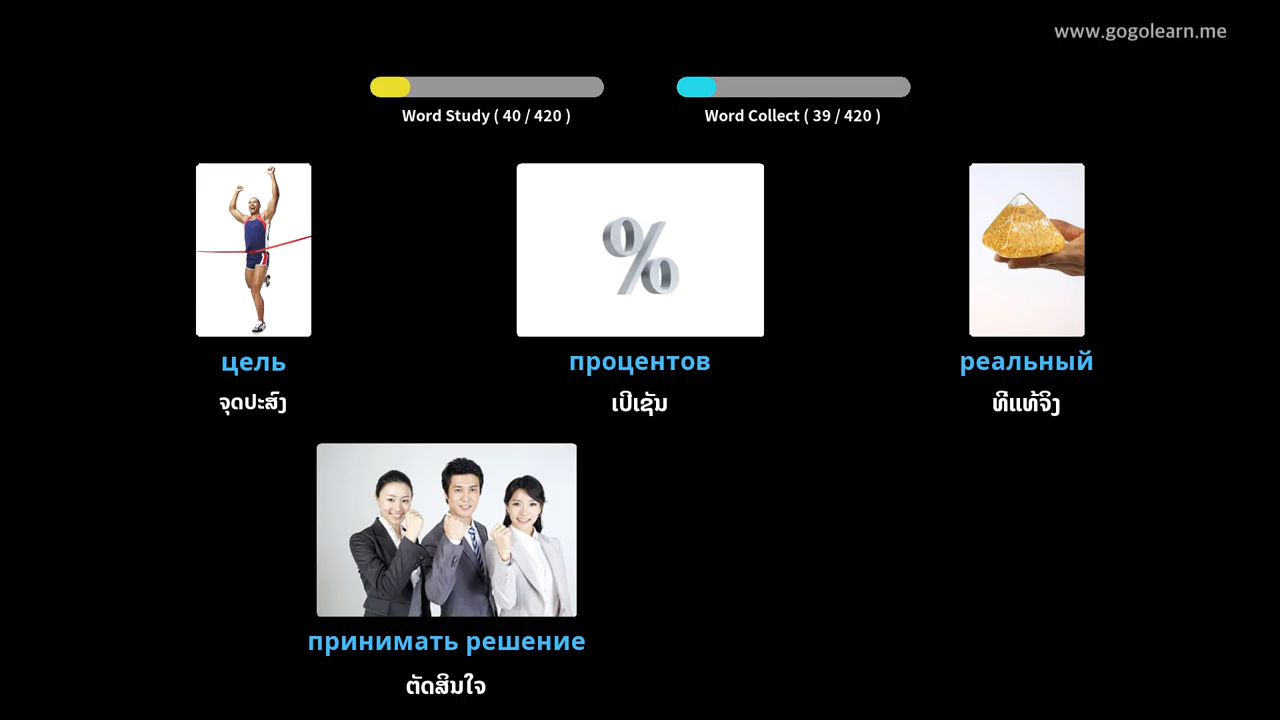 www.gogolearn.me
Word Study ( 40 / 420 )
Word Collect ( 39 / 420 )
%
цель
процентов
реальный
ຈຸດປະສົງ
ເປີເຊັນ
ທີ່ແທ້ຈິງ
принимать решение
ຕັດສິນໃຈ